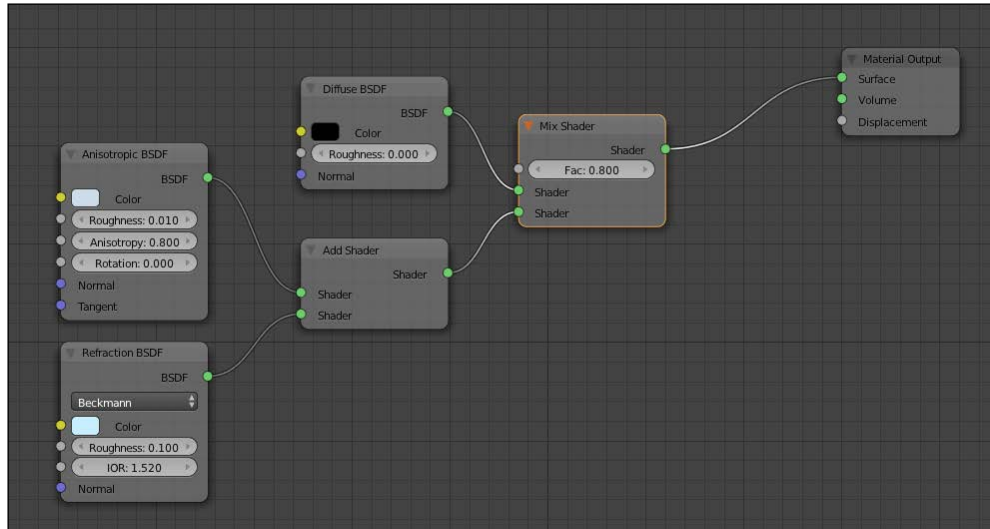 Anisotropic BSDF
BSDF
Color
Roughness: 0.010
Anisotropy: 0.800
Rotation: 0.000
Normal
Tangent
Refraction BSDF
BSDF
Beckmann
Color
Roughness: 0.100
IOR: 1.520
Normal
Diffuse BSDF
BSDF
Color
Roughness: 0.000
Normal
Add Shader
Shader
Shader
Shader
Mix Shader
Shader
Fac: 0.800
Shader
Shader
Material Output
Surface
Volume
Displacement